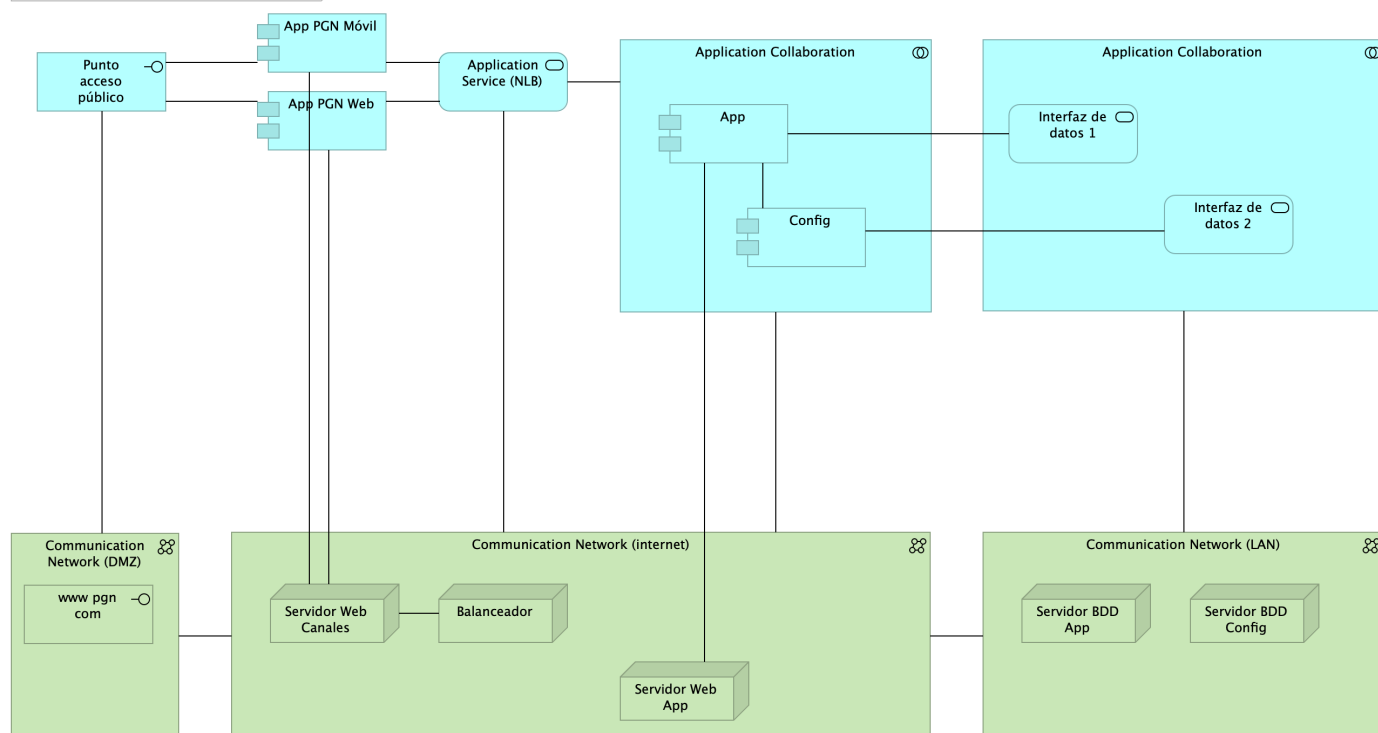 App PGN Móvil
Punto
acceso
público
Application
Service (NLB)
App PGN Web
Application Collaboration
App
Config
Application Collaboration
Interfaz de
datos 1
Interfaz de
datos 2
Communication
Network (DMZ)
www pgn
com
Communication Network (internet)
Servidor Web
Canales
Balanceador
Servidor Web
App
Communication Network (LAN)
Servidor BDD
App
Servidor BDD
Config